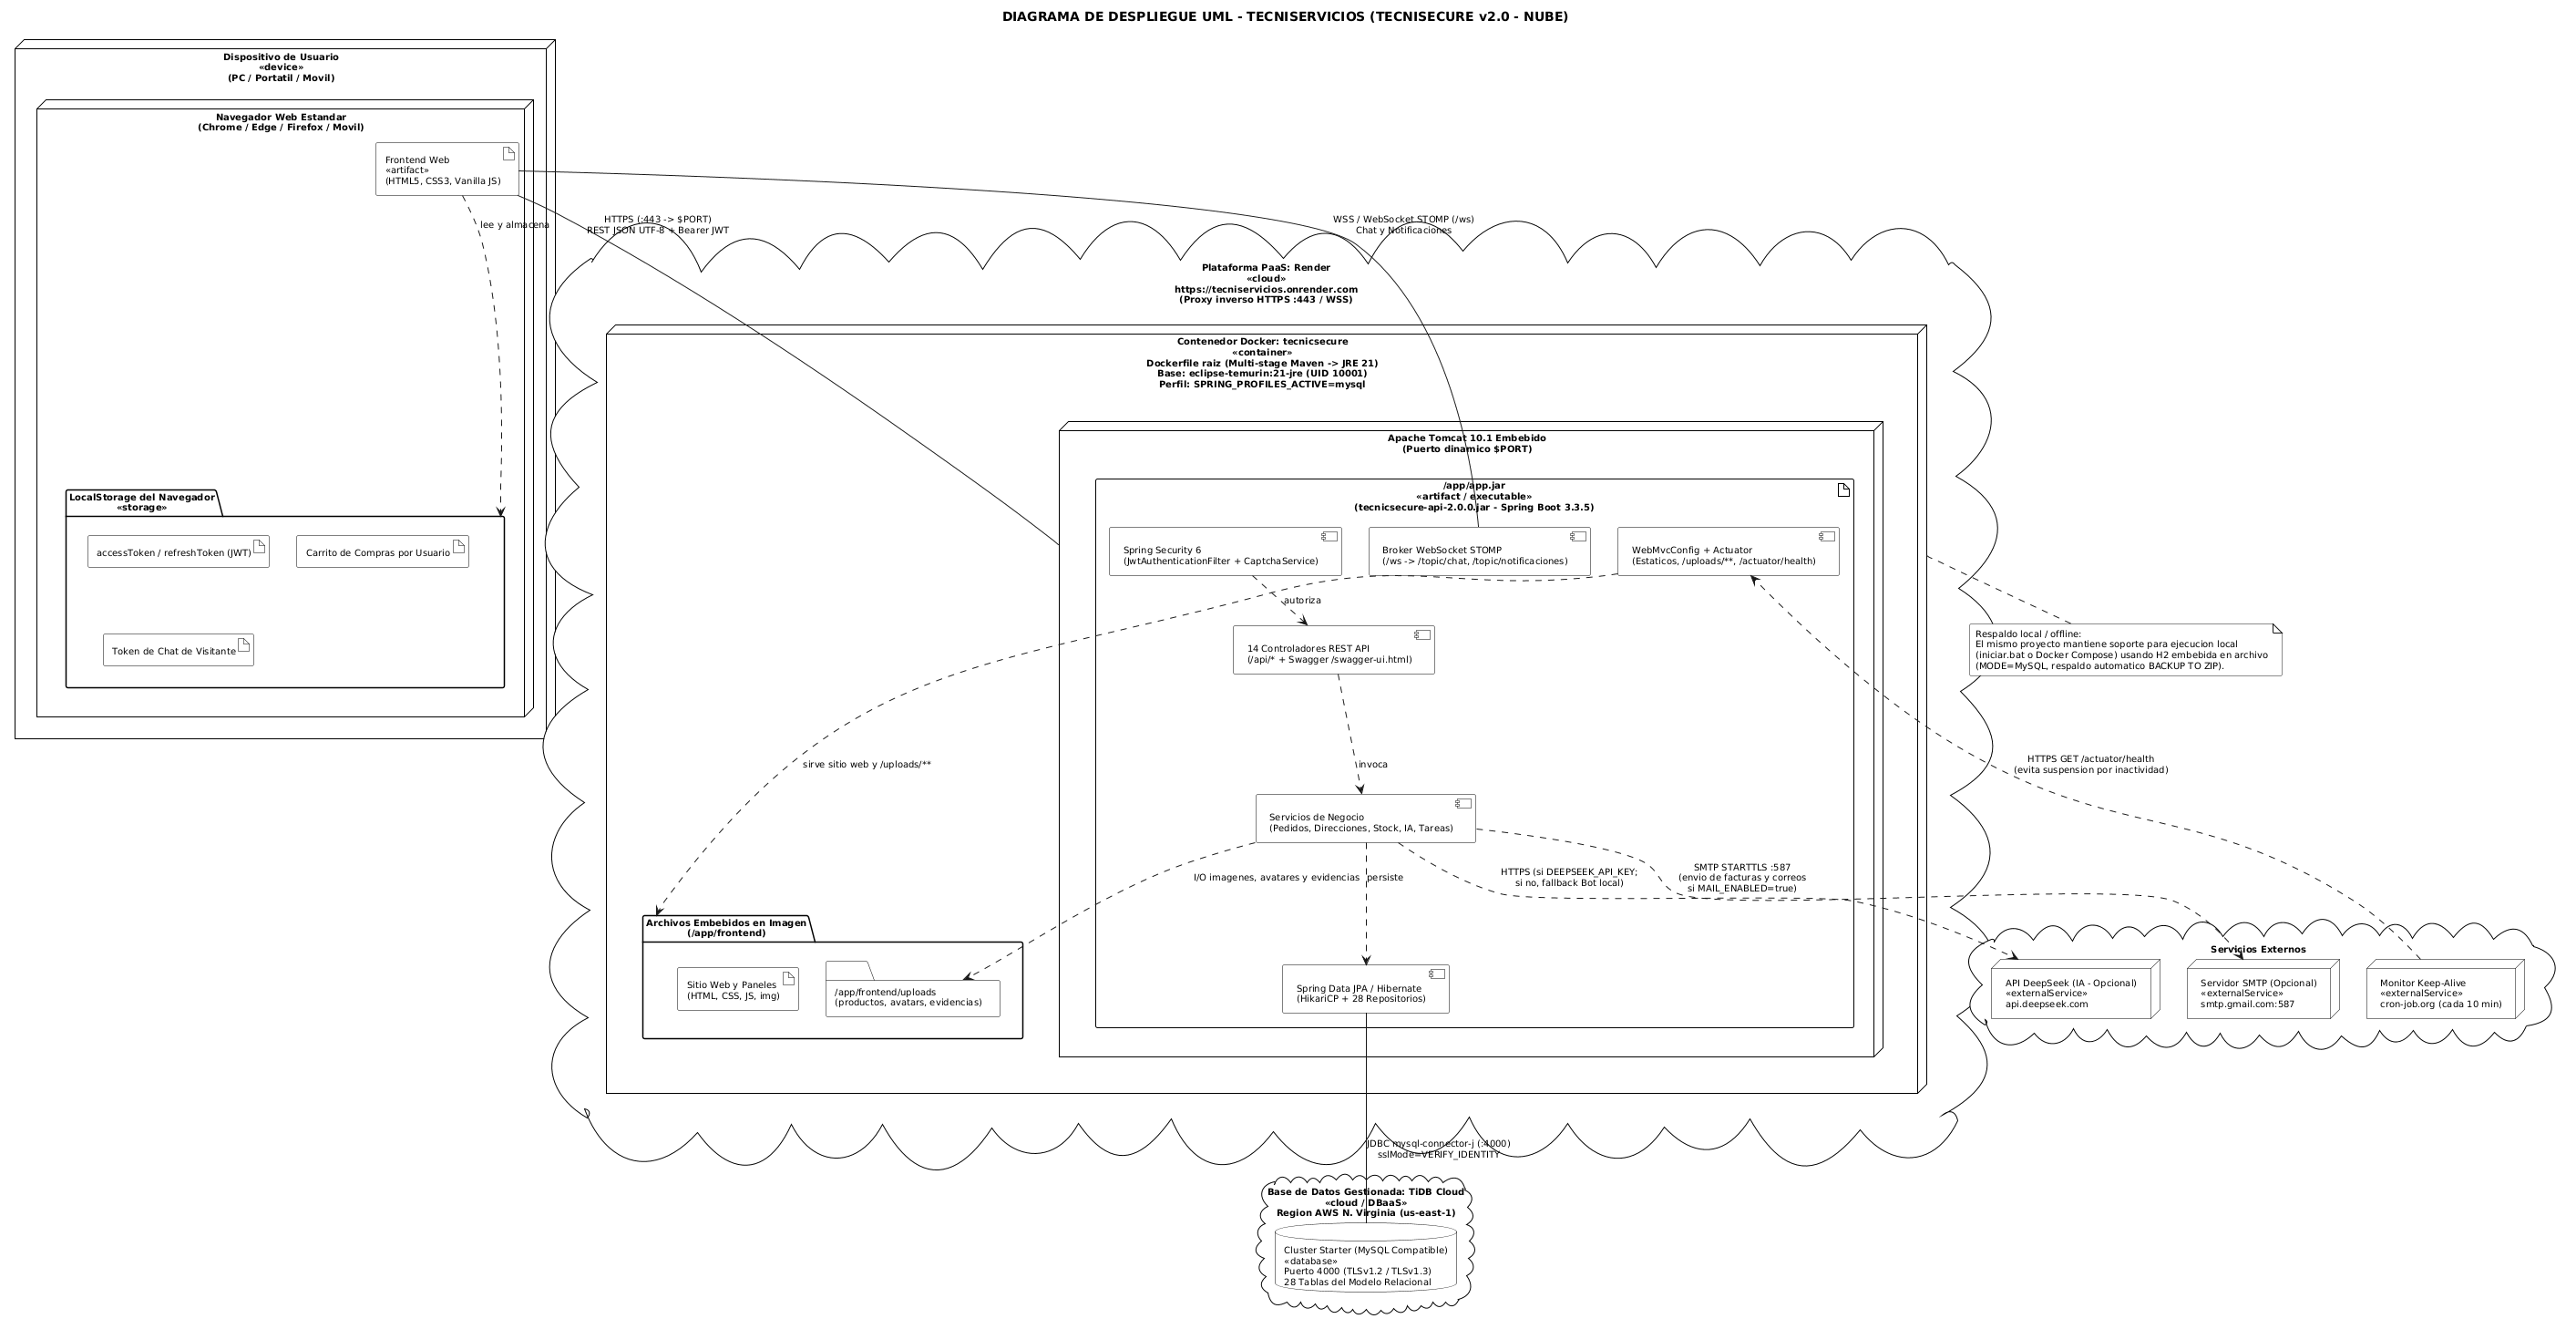 DIAGRAMA DE DESPLIEGUE UML - TECNISERVICIOS (TECNISECURE v2.0 - NUBE)
Dispositivo de Usuario
«device»
(PC / Portatil / Movil)
Navegador Web Estandar
(Chrome / Edge / Firefox / Movil)
Frontend Web
«artifact»
(HTML5, CSS3, Vanilla JS)
lee y almacena
HTTPS (:443 -> $PORT)
REST JSON UTF-8 + Bearer JWT
WSS / WebSocket STOMP (/ws)
Chat y Notificaciones
LocalStorage del Navegador
«storage»
accessToken / refreshToken (JWT)
Carrito de Compras por Usuario
Token de Chat de Visitante
Plataforma PaaS: Render
«cloud»
https://tecniservicios.onrender.com
(Proxy inverso HTTPS :443 / WSS)
Contenedor Docker: tecnicsecure
«container»
Dockerfile raiz (Multi-stage Maven -> JRE 21)
Base: eclipse-temurin:21-jre (UID 10001)
Perfil: SPRING_PROFILES_ACTIVE=mysql
Apache Tomcat 10.1 Embebido
(Puerto dinamico $PORT)
/app/app.jar
«artifact / executable»
(tecnicsecure-api-2.0.0.jar - Spring Boot 3.3.5)
Spring Security 6
(JwtAuthenticationFilter + CaptchaService)
Broker WebSocket STOMP
(/ws -> /topic/chat, /topic/notificaciones)
WebMvcConfig + Actuator
(Estaticos, /uploads/**, /actuator/health)
autoriza
14 Controladores REST API
(/api/* + Swagger /swagger-ui.html)
invoca
sirve sitio web y /uploads/**
Servicios de Negocio
(Pedidos, Direcciones, Stock, IA, Tareas)
I/O imagenes, avatares y evidencias
persiste
HTTPS (si DEEPSEEK_API_KEY;
si no, fallback Bot local)
SMTP STARTTLS :587
(envio de facturas y correos
si MAIL_ENABLED=true)
Archivos Embebidos en Imagen
(/app/frontend)
Sitio Web y Paneles
(HTML, CSS, JS, img)
/app/frontend/uploads
(productos, avatars, evidencias)
Spring Data JPA / Hibernate
(HikariCP + 28 Repositorios)
Respaldo local / offline:
El mismo proyecto mantiene soporte para ejecucion local
(iniciar.bat o Docker Compose) usando H2 embebida en archivo
(MODE=MySQL, respaldo automatico BACKUP TO ZIP).
HTTPS GET /actuator/health
(evita suspension por inactividad)
Servicios Externos
API DeepSeek (IA - Opcional)
«externalService»
api.deepseek.com
Servidor SMTP (Opcional)
«externalService»
smtp.gmail.com:587
Monitor Keep-Alive
«externalService»
cron-job.org (cada 10 min)
JDBC mysql-connector-j (:4000)
sslMode=VERIFY_IDENTITY
Base de Datos Gestionada: TiDB Cloud
«cloud / DBaaS»
Region AWS N. Virginia (us-east-1)
Cluster Starter (MySQL Compatible)
«database»
Puerto 4000 (TLSv1.2 / TLSv1.3)
28 Tablas del Modelo Relacional